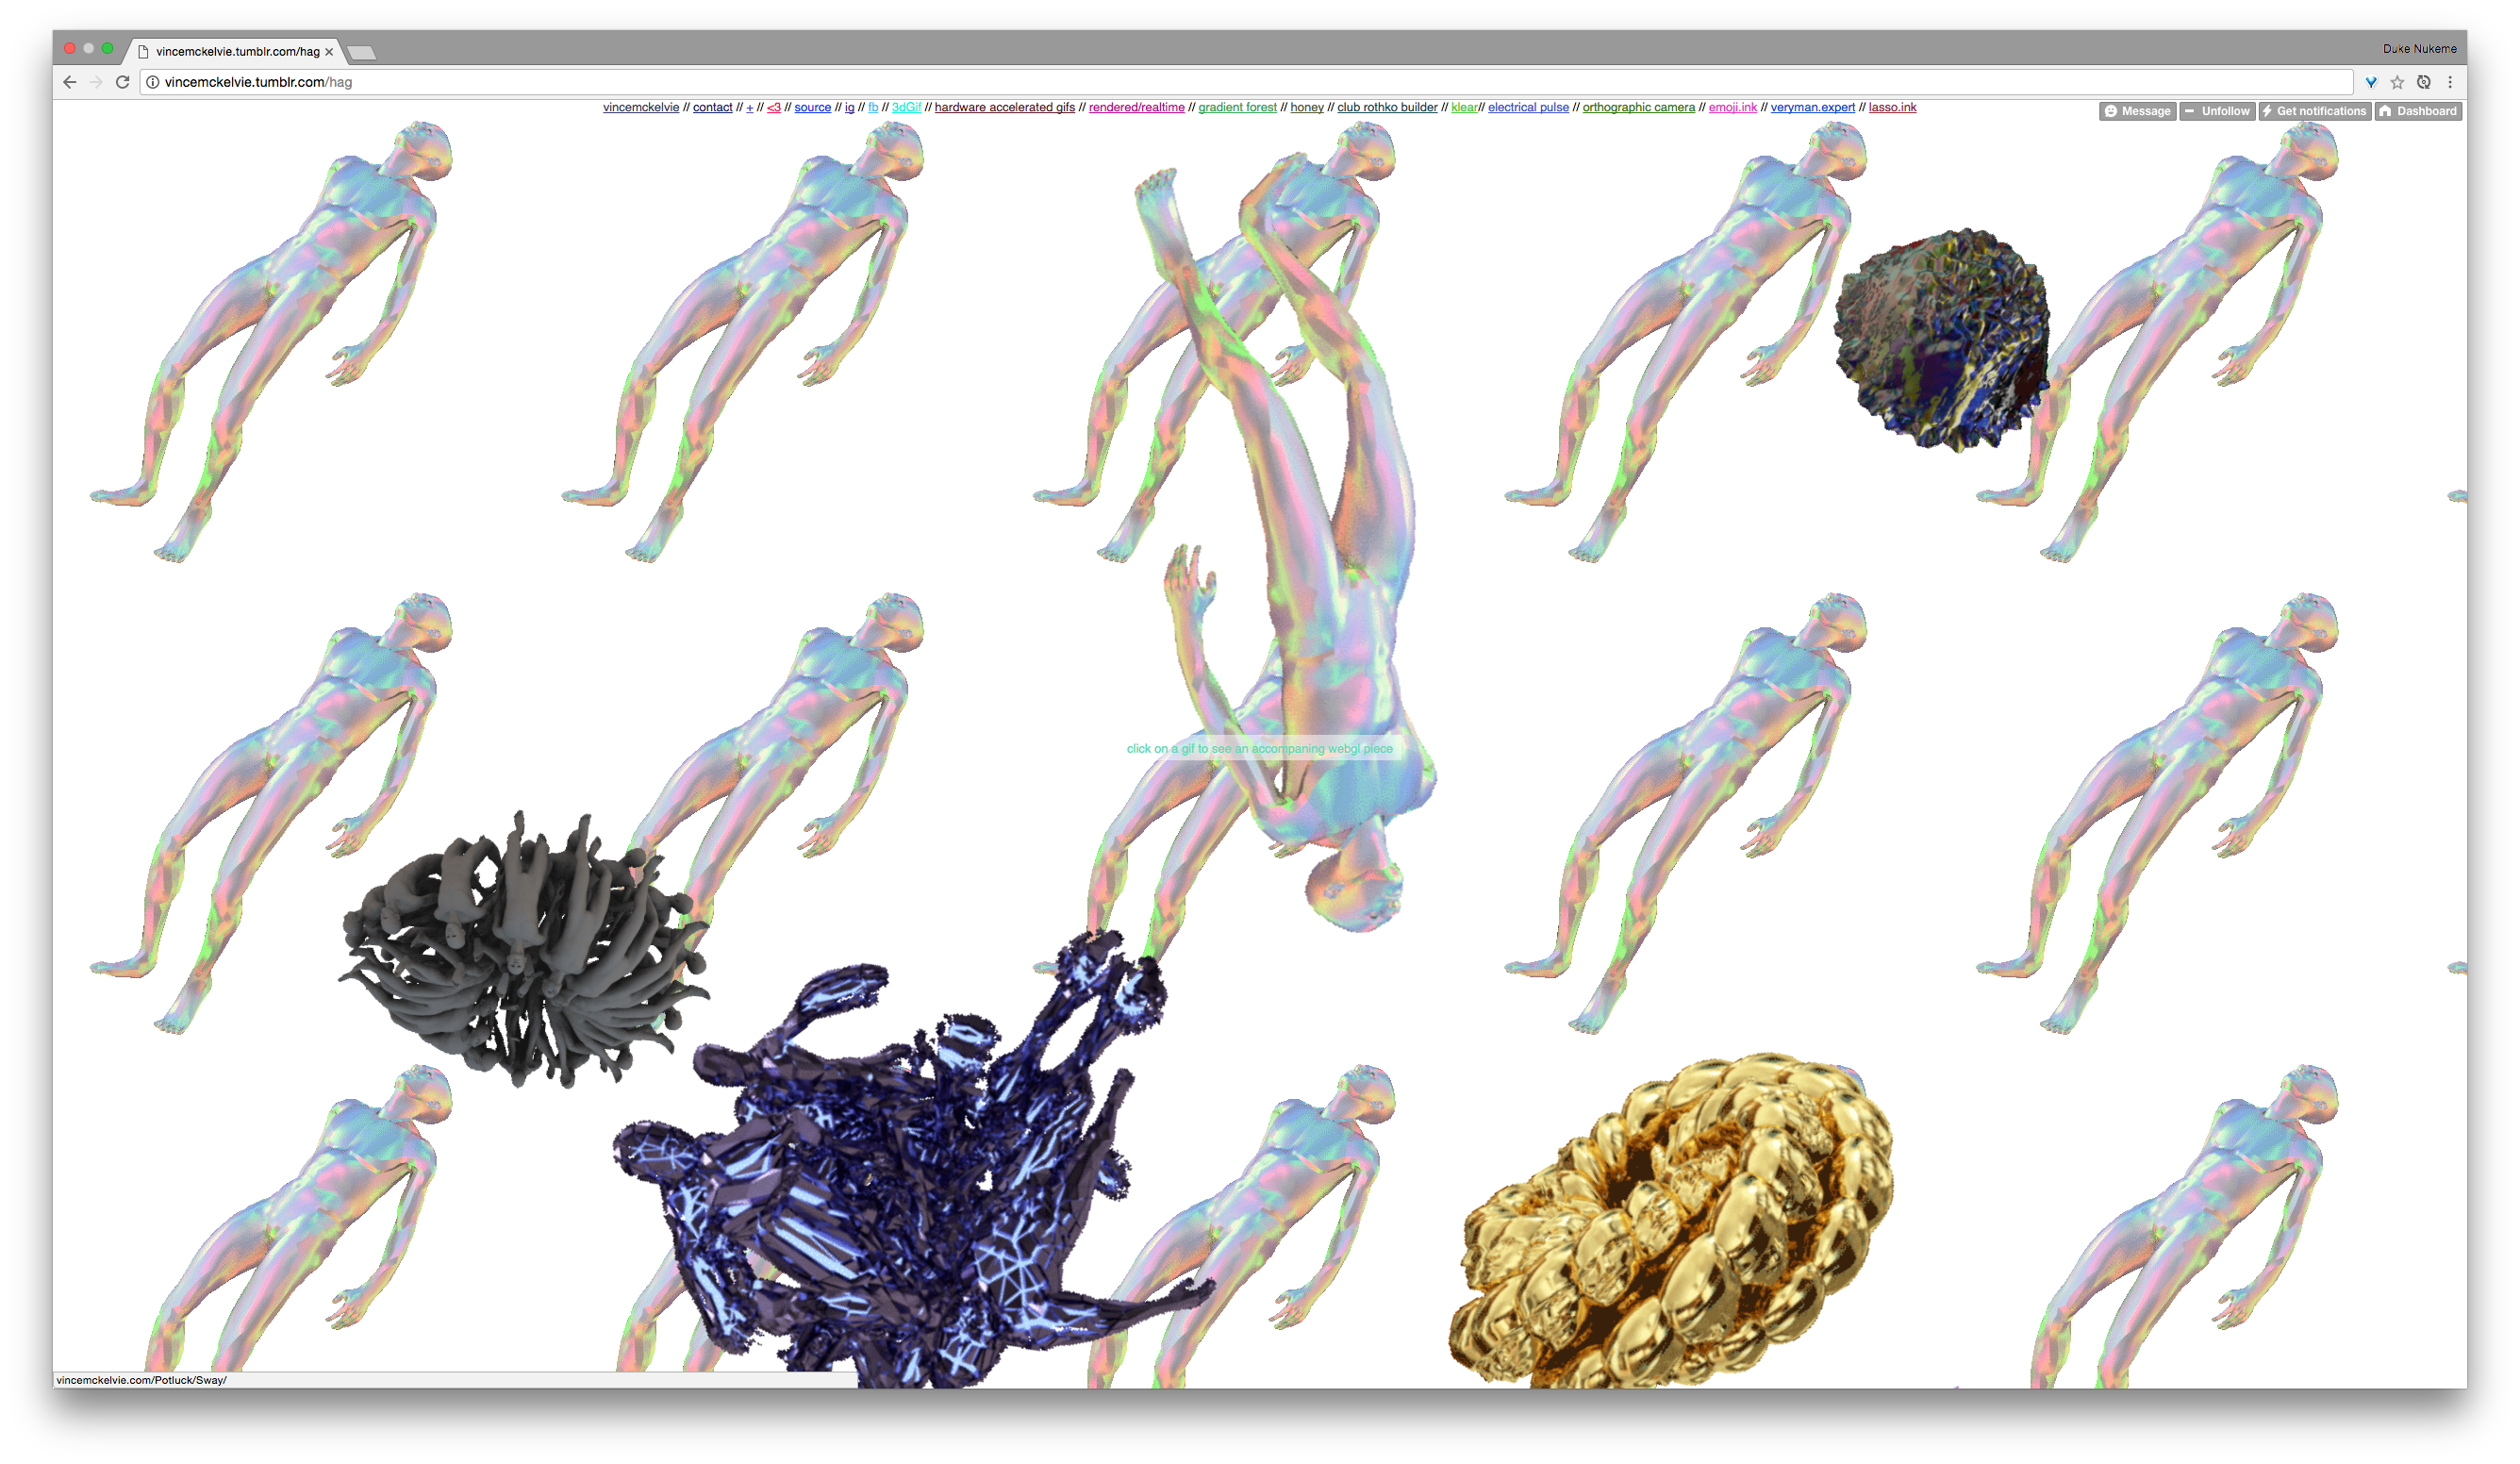 vincemckelvie.tumblr.com/hag
Duke Nukeme
vincemckelvie.tumblr.com/hag
vincemckelvie // contact // + // <3 // source // ig // fb // 3dGif // hardware accelerated gifs // rendered/realtime // gradient forest // honey // club rothko builder // klear// electrical pulse // orthographic camera // emoji.ink // veryman.expert // lasso.ink
Message Unfollow Get notifications Dashboard
click on a gif to see an accompaning webgl piece
vincemckelvie.com/Potluck/Sway/